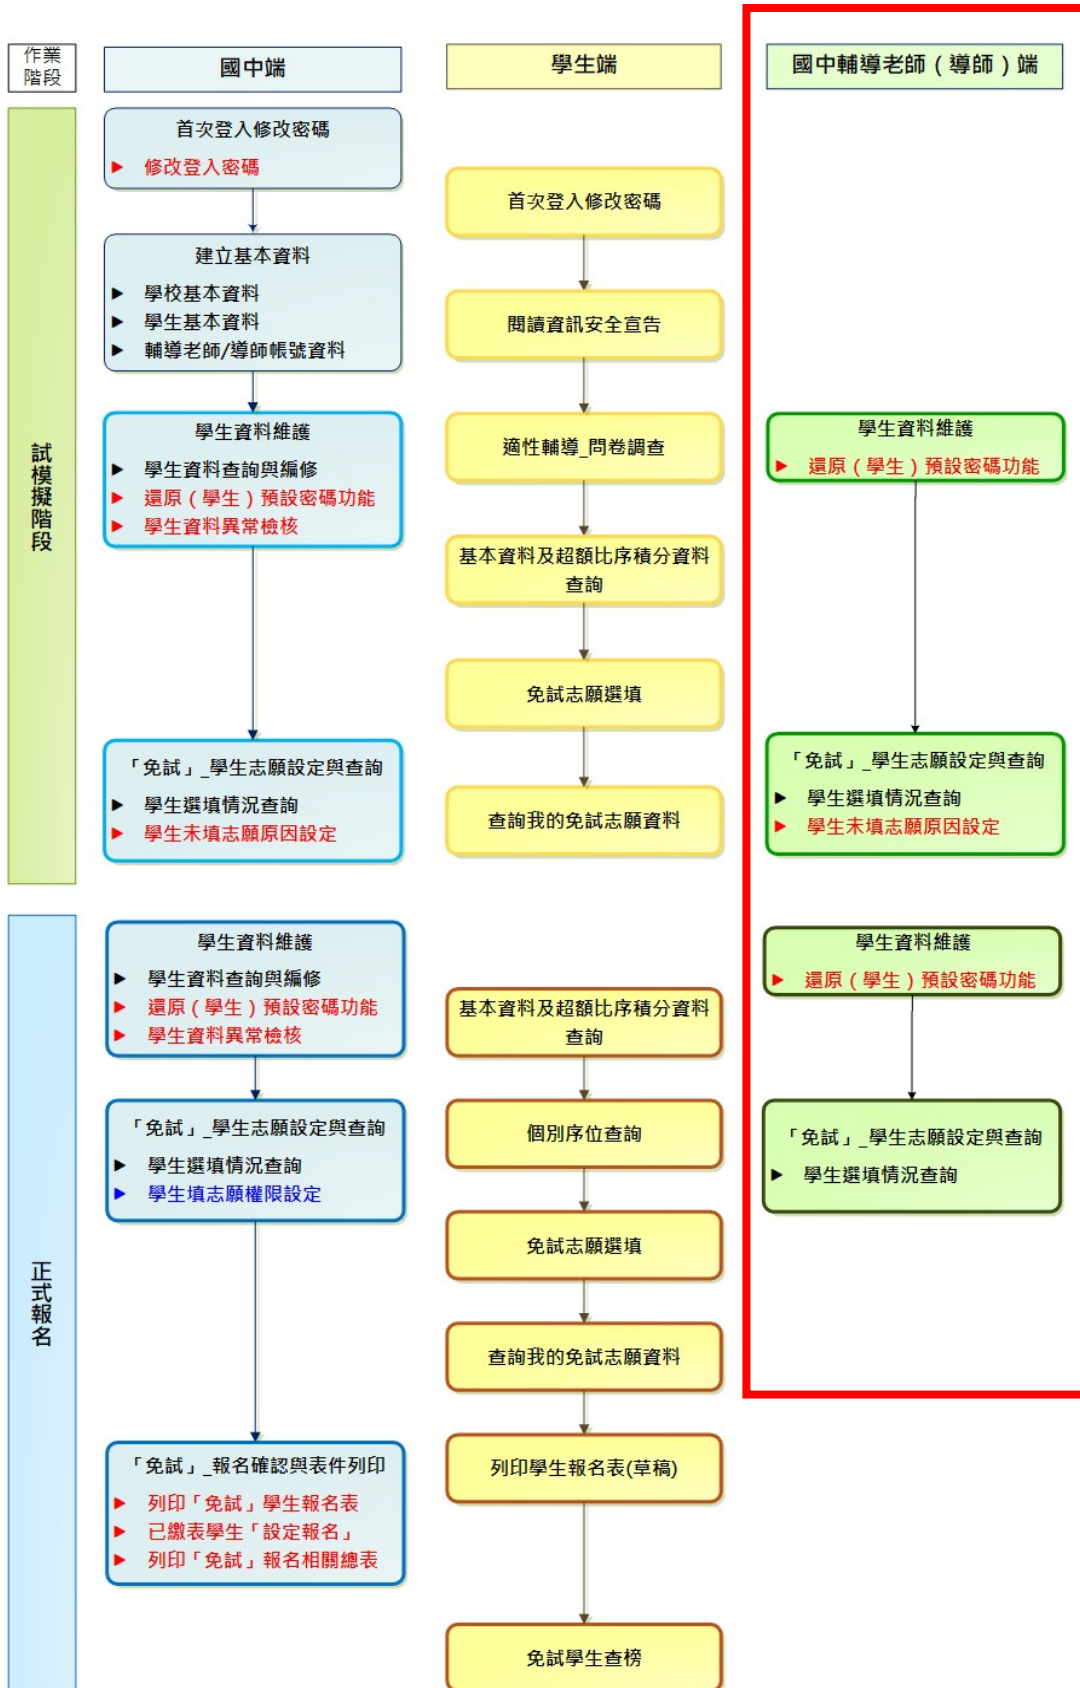 作業
階段
國中端
學生端
國中輔導老師（導師）端
試模擬階段
首次登入修改密碼
▶ 修改登入密碼
建立基本資料
▶ 學校基本資料
▶ 學生基本資料
▶ 輔導老師/導師帳號資料
學生資料維護
▶ 學生資料查詢與編修
▶ 還原（學生）預設密碼功能
▶ 學生資料異常檢核
「免試」_學生志願設定與查詢
▶ 學生選填情況查詢
▶ 學生未填志願原因設定
首次登入修改密碼
閱讀資訊安全宣告
適性輔導_問卷調查
基本資料及超額比序積分資料
查詢
免試志願選填
查詢我的免試志願資料
學生資料維護
▶ 還原（學生）預設密碼功能
「免試」_學生志願設定與查詢
▶ 學生選填情況查詢
▶ 學生未填志願原因設定
正式報名
學生資料維護
▶ 學生資料查詢與編修
▶ 還原（學生）預設密碼功能
▶ 學生資料異常檢核
「免試」_學生志願設定與查詢
▶ 學生選填情況查詢
▶ 學生填志願權限設定
「免試」_報名確認與表件列印
▶ 列印「免試」學生報名表
▶ 已繳表學生「設定報名」
▶ 列印「免試」報名相關總表
基本資料及超額比序積分資料
查詢
個別序位查詢
免試志願選填
查詢我的免試志願資料
列印學生報名表(草稿)
免試學生查榜
學生資料維護
▶ 還原（學生）預設密碼功能
「免試」_學生志願設定與查詢
▶ 學生選填情況查詢